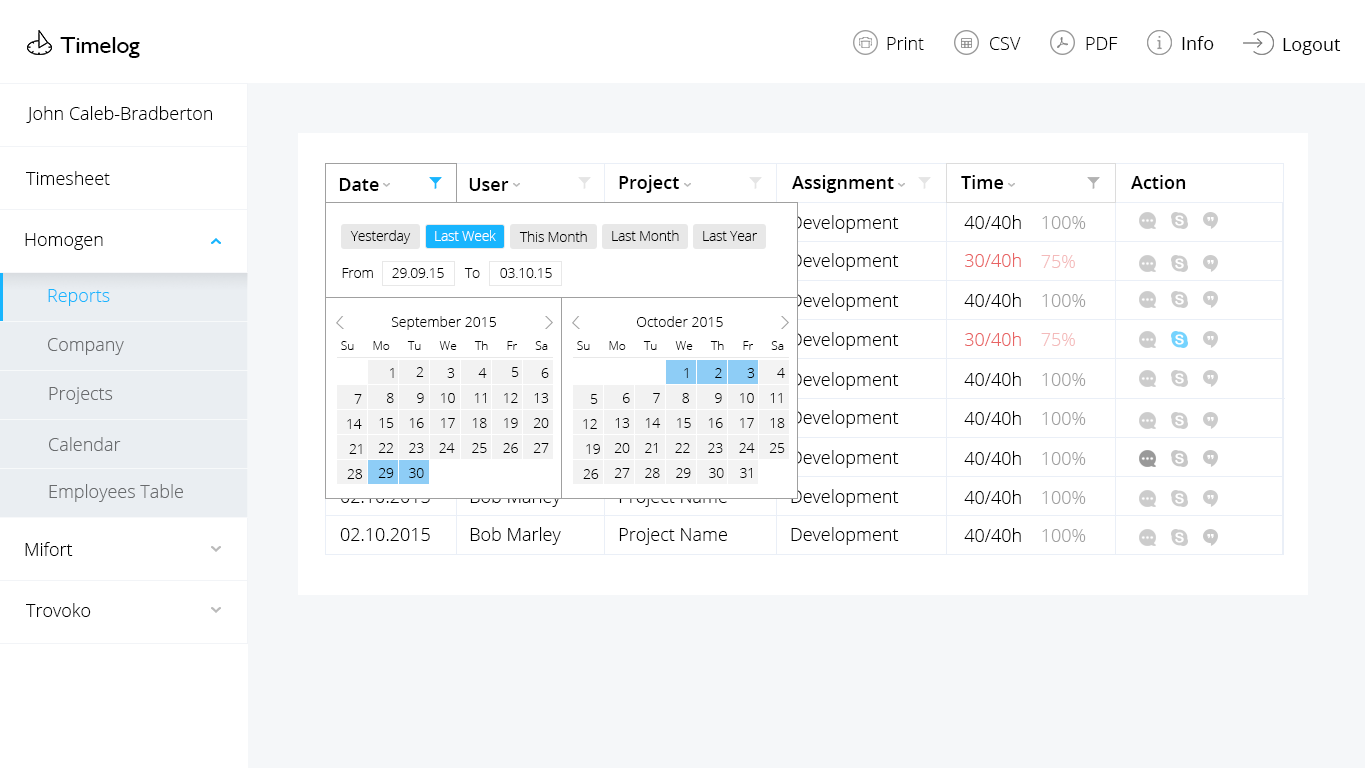 Timelog
Print CSV PDF Info Logout
John Caleb-Bradberton
Timesheet
Homogen
Reports
Company
Projects
Calendar
Employees Table
Mifort
Trovoko
Date User Project Assignment Time Action
Yesterday Last Week This Month Last Month Last Year
From 29.09.15 To 03.10.15
September 2015
Su Mo Tu We Th Fr Sa
1 2 3 4 5 6
7 8 9 10 11 12 13
14 15 16 17 18 19 20
21 22 23 24 25 26 27
28 29 30
Octoder 2015
Su Mo Tu We Th Fr Sa
1 2 3 4
5 6 7 8 9 10 11
12 13 14 15 16 17 18
19 20 21 22 23 24 25
26 27 28 29 30 31
Development 40/40h 100%
Development 30/40h 75%
Development 40/40h 100%
Development 30/40h 75%
Development 40/40h 100%
Development 40/40h 100%
Development 40/40h 100%
02.10.2015 Bob Marley Project Name Development 40/40h 100%
02.10.2015 Bob Marley Project Name Development 40/40h 100%